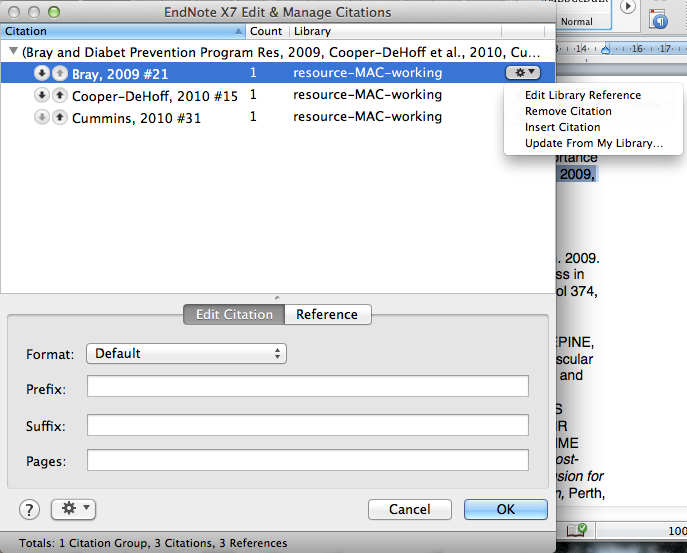 EndNote X7 Edit & Manage Citations
Citation Count Library
(Bray and Diabet Prevention Program Res, 2009, Cooper-DeHoff et al., 2010, Cu...
Bray, 2009 #21 1 resource-MAC-working
Cooper-DeHoff, 2010 #15 1 resource-MAC-working
Cummins, 2010 #31 1 resource-MAC-working
Edit Library Reference
Remove Citation
Insert Citation
Update From My Library...
Edit Citation Reference
Format: Default
Prefix:
Suffix:
Pages:
? Cancel OK
Totals: 1 Citation Group, 3 Citations, 3 References
Normal
13 14 15 16 17
ortance
2009,
. 2009.
ss in
ol 374,
EPINE,
scular
and
S
R
IME
ost-
sion for
, Perth,